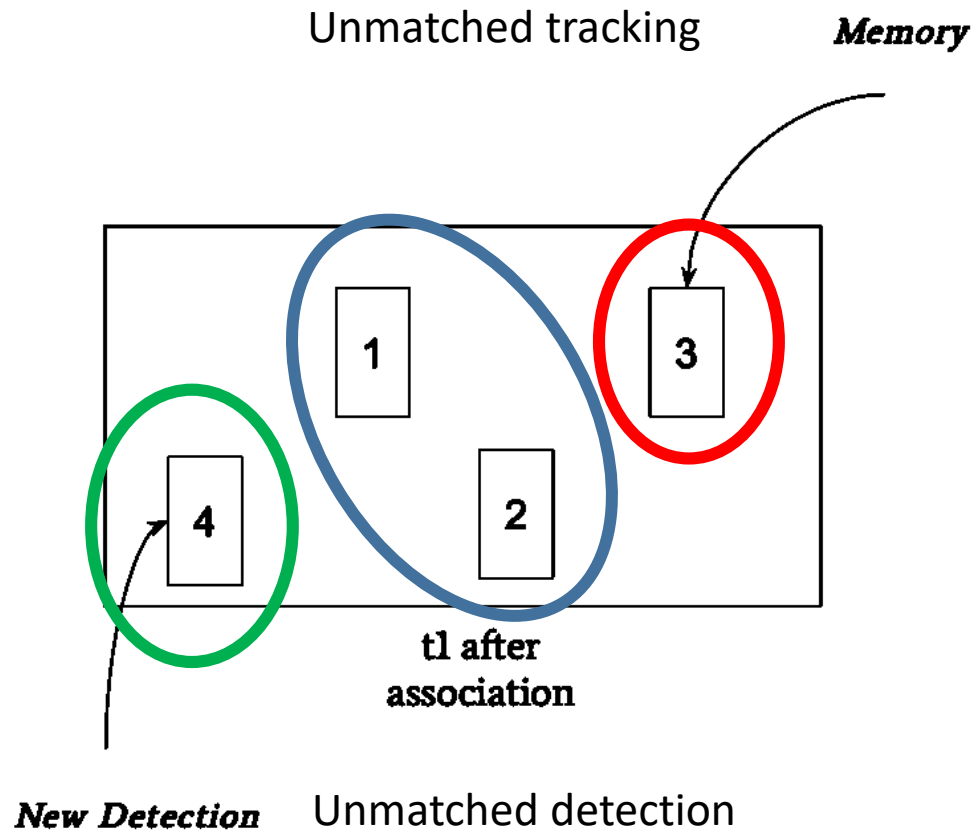 Unmatched tracking
Memory
1
3
4
2
t1 after
association
New Detection
Unmatched detection